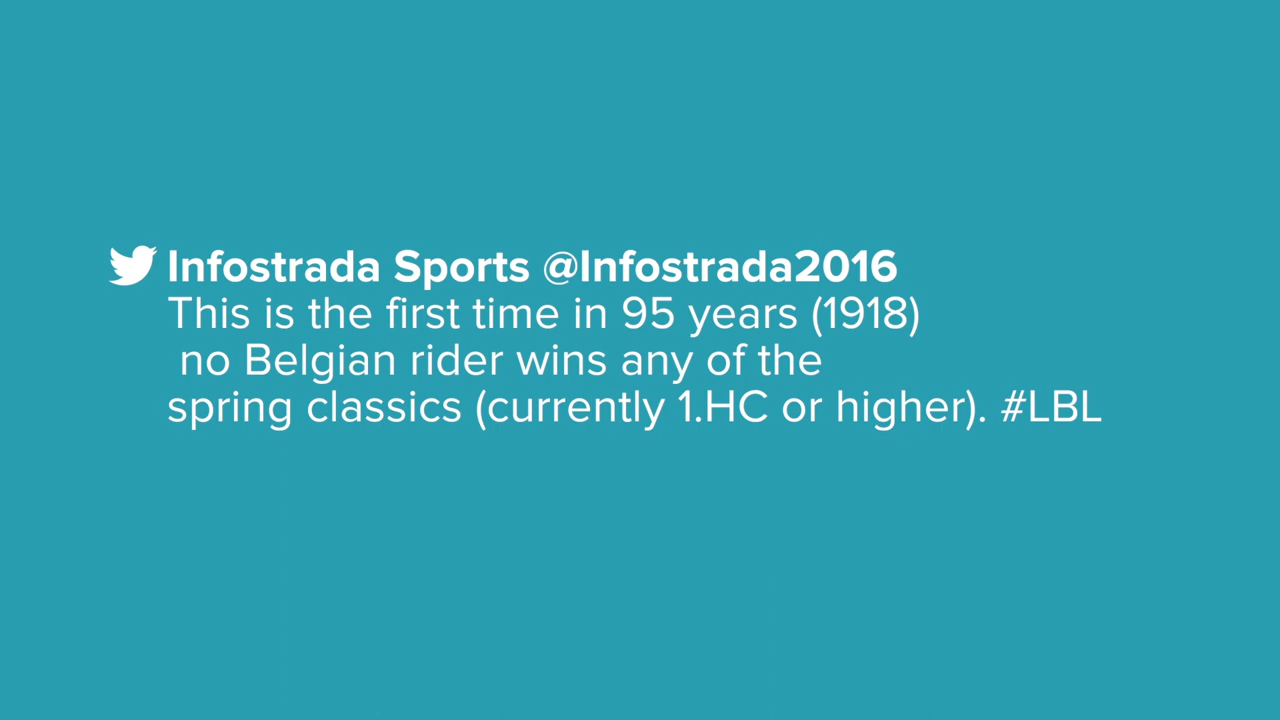 Infostrada Sports @Infostrada2016
This is the first time in 95 years (1918)
no Belgian rider wins any of the
spring classics (currently 1.HC or higher). #LBL